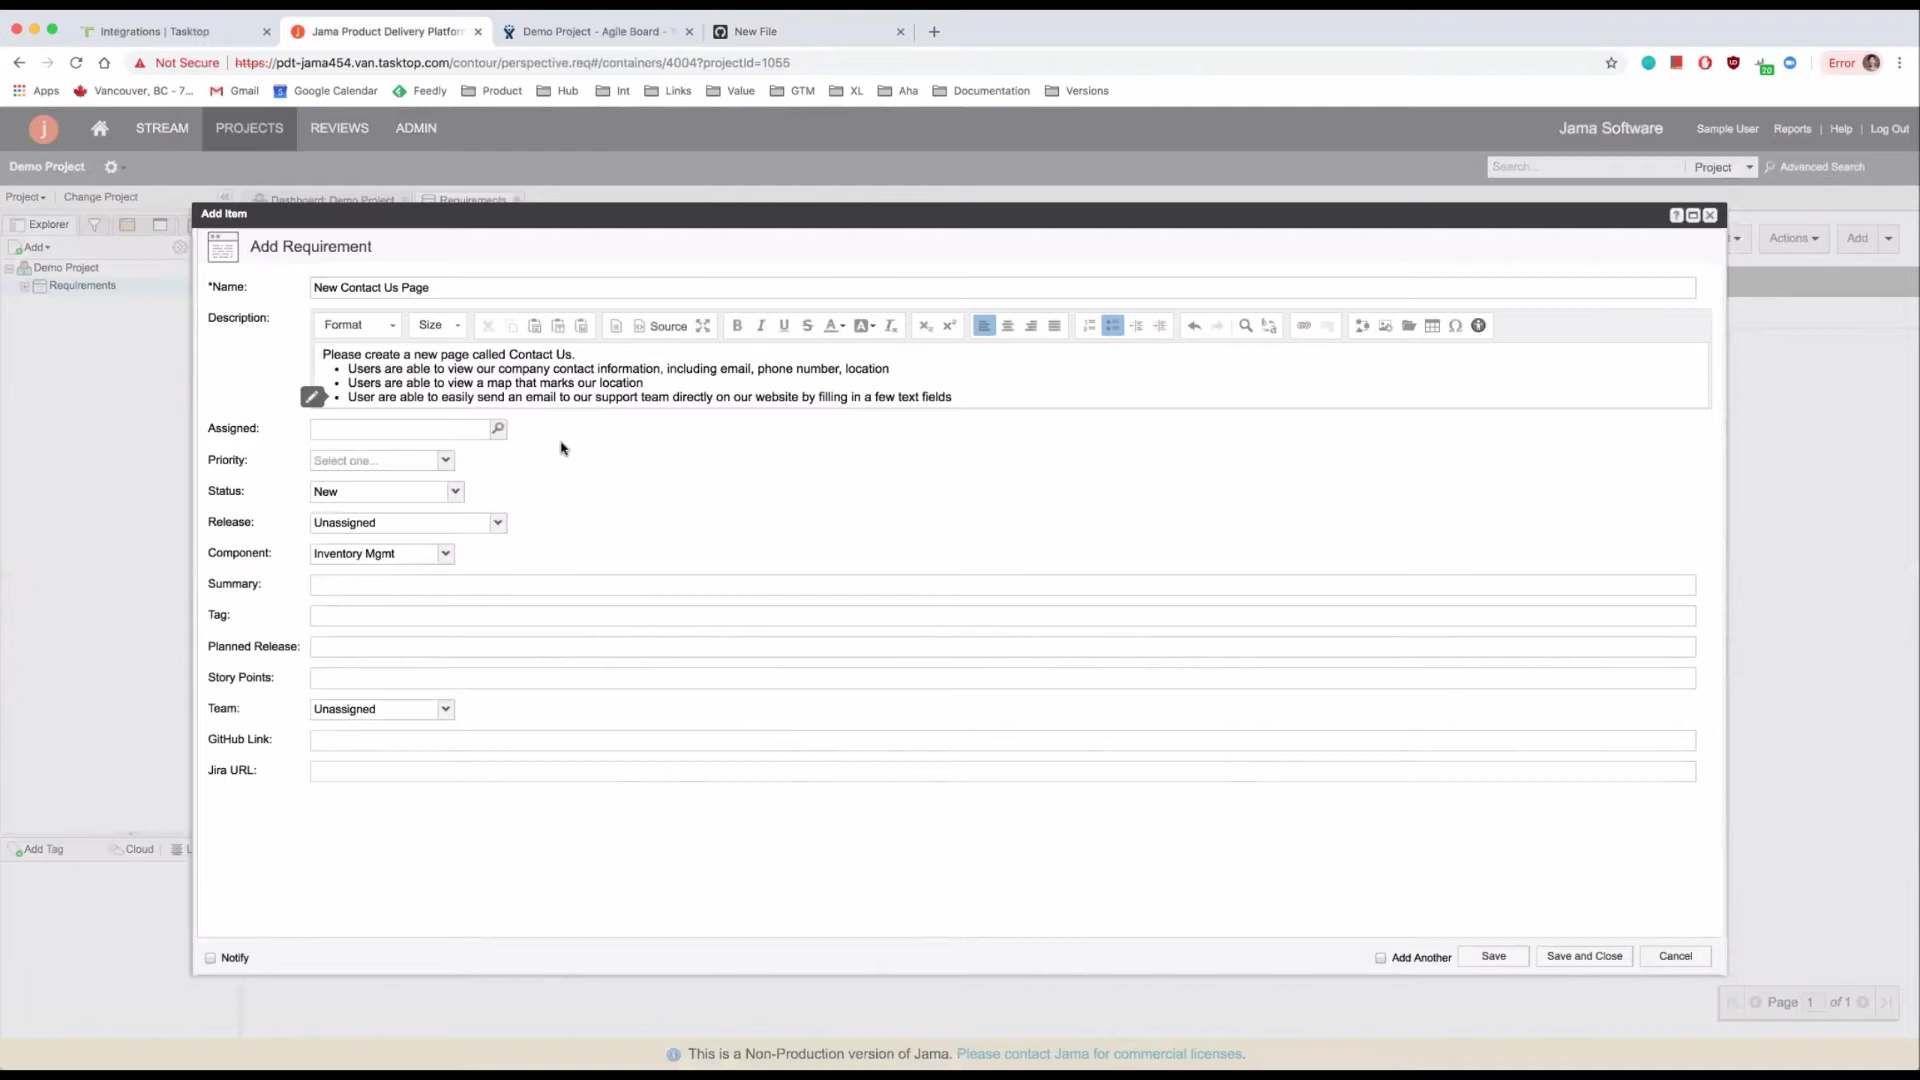 Integrations | Tasktop
Jama Product Delivery Platform
Demo Project - Agile Board -
New File
Not Secure
https://pdt-jama454.van.tasktop.com/contour/perspective.req#/containers/4004?projectId=1055
20
Error
Apps
Vancouver, BC - 7...
Gmail
Google Calendar
Feedly
Product
Hub
Int
Links
Value
GTM
XL
Aha
Documentation
Versions
j
STREAM
PROJECTS
REVIEWS
ADMIN
Jama Software
Sample User
Reports
Help
Log Out
Demo Project
Search...
Project
Advanced Search
Project
Change Project
Dashboard: Demo Project
Requirements
Explorer
Add
Demo Project
Requirements
Actions
Add
Add Item
Add Requirement
*Name:
New Contact Us Page
Description:
Format
Size
Source
Please create a new page called Contact Us.
• Users are able to view our company contact information, including email, phone number, location
• Users are able to view a map that marks our location
• User are able to easily send an email to our support team directly on our website by filling in a few text fields
Assigned:
Priority:
Select one...
Status:
New
Release:
Unassigned
Component:
Inventory Mgmt
Summary:
Tag:
Planned Release:
Story Points:
Team:
Unassigned
GitHub Link:
Jira URL:
Add Tag
Cloud
L
Notify
Add Another
Save
Save and Close
Cancel
Page 1 of 1
This is a Non-Production version of Jama. Please contact Jama for commercial licenses.